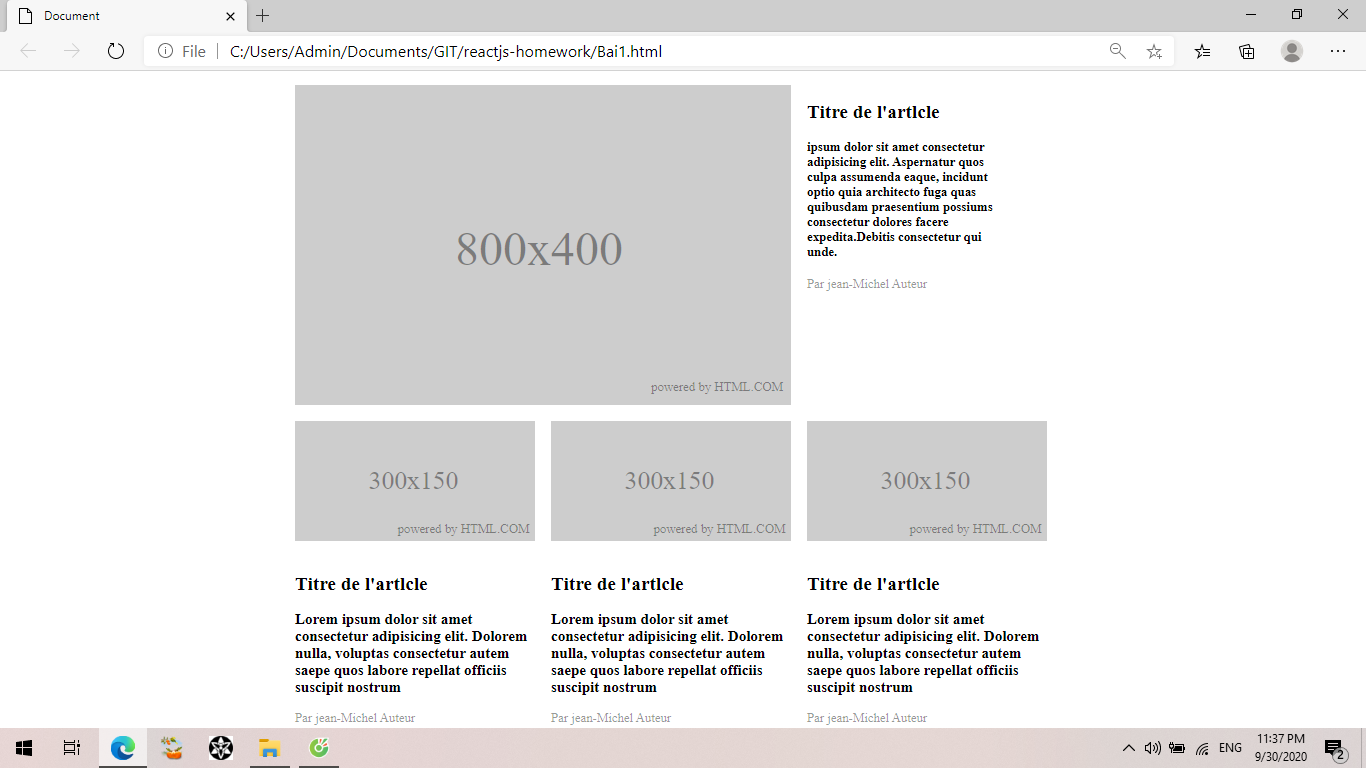 Document
File
C:/Users/Admin/Documents/GIT/reactjs-homework/Bai1.html
800x400
powered by HTML.COM
Titre de l'artlcle
ipsum dolor sit amet consectetur
adipisicing elit. Aspernatur quos
culpa assumenda eaque, incidunt
optio quia architecto fuga quas
quibusdam praesentium possiums
consectetur dolores facere
expedita.Debitis consectetur qui
unde.
Par jean-Michel Auteur
300x150
powered by HTML.COM
300x150
powered by HTML.COM
300x150
powered by HTML.COM
Titre de l'artlcle
Lorem ipsum dolor sit amet
consectetur adipisicing elit. Dolorem
nulla, voluptas consectetur autem
saepe quos labore repellat officiis
suscipit nostrum
Par jean-Michel Auteur
Titre de l'artlcle
Lorem ipsum dolor sit amet
consectetur adipisicing elit. Dolorem
nulla, voluptas consectetur autem
saepe quos labore repellat officiis
suscipit nostrum
Par jean-Michel Auteur
Titre de l'artlcle
Lorem ipsum dolor sit amet
consectetur adipisicing elit. Dolorem
nulla, voluptas consectetur autem
saepe quos labore repellat officiis
suscipit nostrum
Par jean-Michel Auteur
ENG
11:37 PM
9/30/2020
2